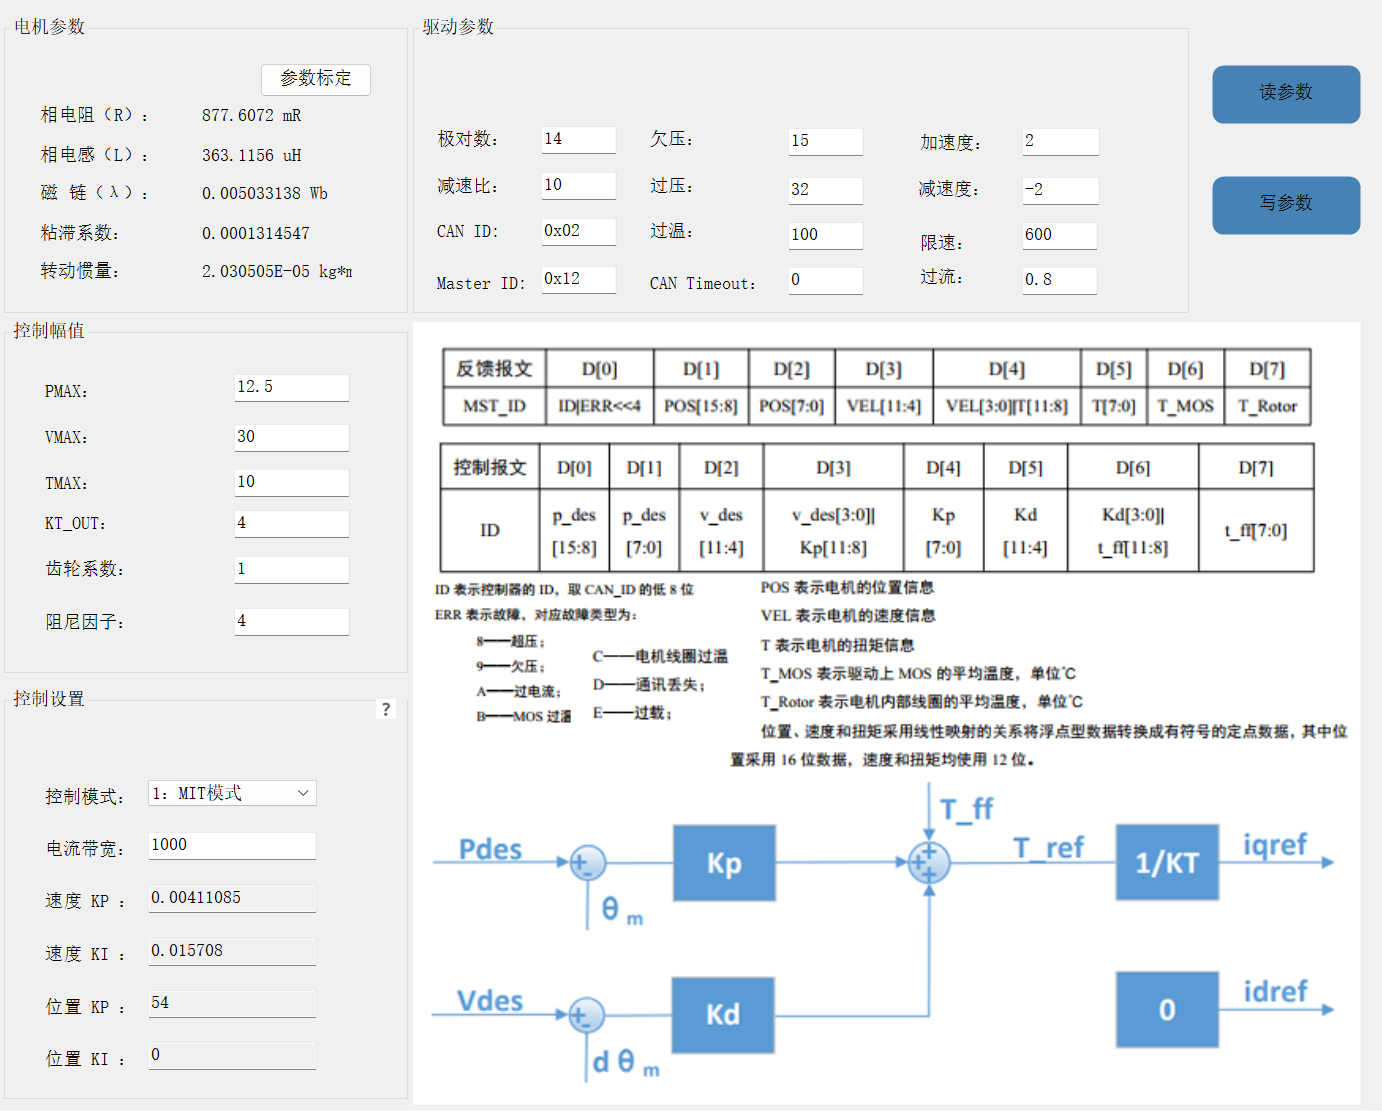 电机参数
参数标定
相电阻（R）： 877.6072 mR
相电感（L）： 363.1156 uH
磁 链（λ）： 0.005033138 Wb
粘滞系数： 0.0001314547
转动惯量： 2.030505E-05 kg*m
驱动参数
极对数： 14 欠压： 15 加速度： 2
减速比： 10 过压： 32 减速度： -2
CAN ID: 0x02 过温： 100 限速： 600
Master ID: 0x12 CAN Timeout: 0 过流： 0.8
读参数
写参数
控制幅值
PMAX: 12.5
VMAX: 30
TMAX: 10
KT_OUT: 4
齿轮系数： 1
阻尼因子： 4
控制设置
?
控制模式： 1: MIT模式
电流带宽： 1000
速度 KP ： 0.00411085
速度 KI ： 0.015708
位置 KP ： 54
位置 KI ： 0
反馈报文 D[0] D[1] D[2] D[3] D[4] D[5] D[6] D[7]
MST_ID ID|ERR<<4 POS[15:8] POS[7:0] VEL[11:4] VEL[3:0]|T[11:8] T[7:0] T_MOS T_Rotor
控制报文 D[0] D[1] D[2] D[3] D[4] D[5] D[6] D[7]
ID p_des [15:8] p_des [7:0] v_des [11:4] v_des[3:0]| Kp[11:8] Kp [7:0] Kd [11:4] Kd[3:0]| t_ff[11:8] t_ff[7:0]
ID 表示控制器的 ID，取 CAN_ID 的低 8 位
ERR 表示故障，对应故障类型为：
8——超压；
9——欠压；
A——过电流；
B——MOS 过温
C——电机线圈过温
D——通讯丢失；
E——过载；
POS 表示电机的位置信息
VEL 表示电机的速度信息
T 表示电机的扭矩信息
T_MOS 表示驱动上 MOS 的平均温度，单位℃
T_Rotor 表示电机内部线圈的平均温度，单位℃
位置、速度和扭矩采用线性映射的关系将浮点型数据转换成有符号的定点数据，其中位
置采用 16 位数据，速度和扭矩均使用 12 位。
T_ff
Pdes + - Kp + + + T_ref 1/KT iqref
θ m
Vdes + - Kd 0 idref
d θ m